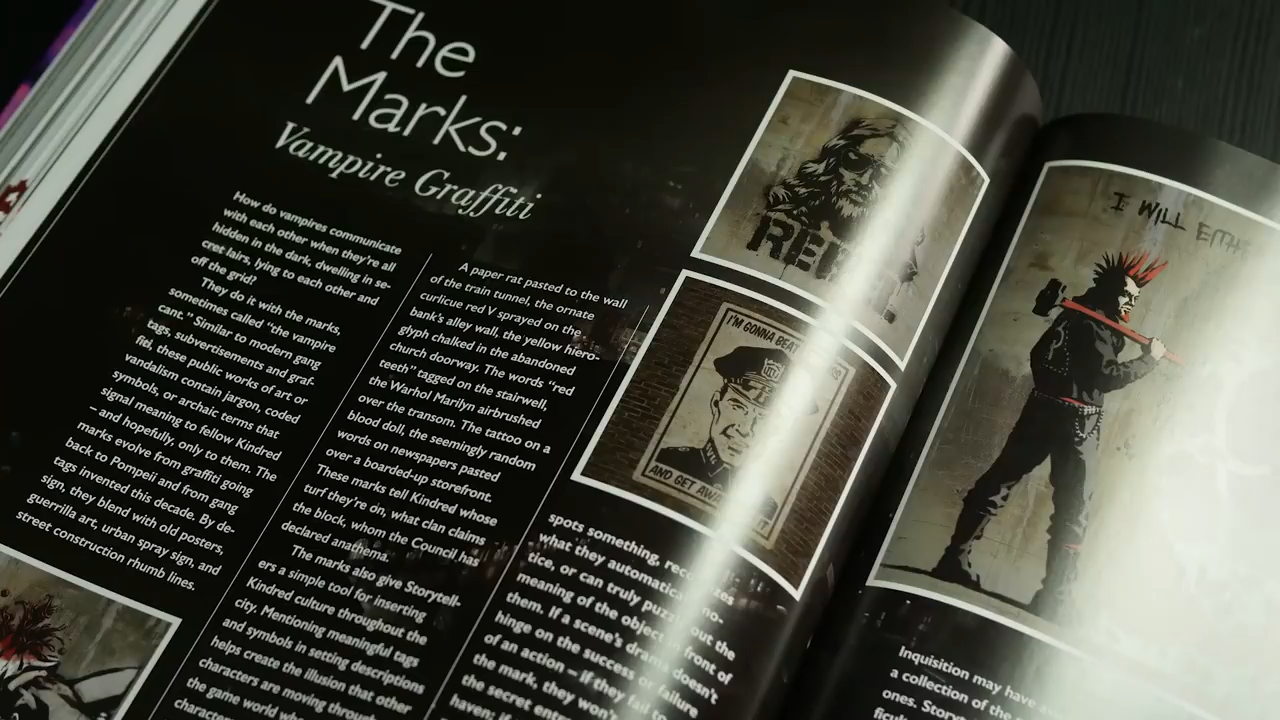 The
Marks:
Vampire Graffiti
How do vampires communicate
with each other when they're all
hidden in the dark, dwelling in se-
cret lairs, lying to each other and
off the grid?
They do it with the marks,
sometimes called "the vampire
cant." Similar to modern gang
tags, subvertisements and graf-
fiti, these public works of art or
vandalism contain jargon, coded
symbols, or archaic terms that
signal meaning to fellow Kindred
– and hopefully, only to them. The
marks evolve from graffiti going
back to Pompeii and from gang
tags invented this decade. By de-
sign, they blend with old posters,
guerrilla art, urban spray sign, and
street construction rhumb lines.
A paper rat pasted to the wall
of the train tunnel, the ornate
curlicue red V sprayed on the
bank's alley wall, the yellow hiero-
glyph chalked in the abandoned
church doorway. The words "red
teeth" tagged on the stairwell,
the Warhol Marilyn airbrushed
over the transom. The tattoo on a
blood doll, the seemingly random
words on newspapers pasted
over a boarded-up storefront.
These marks tell Kindred whose
turf they're on, what clan claims
the block, whom the Council has
declared anathema.
The marks also give Storytell-
ers a simple tool for inserting
Kindred culture throughout the
city. Mentioning meaningful tags
and symbols in setting descriptions
helps create the illusion that other
characters are moving through
the game world
I'M GONNA BEAT
AND GET AWAY
spots something,
what they automatica no-
tice, or can truly puzzle out the
meaning of the object in front of
them. If a scene's drama doesn't
hinge on the success or failure
of an action – if they fail to
the mark, they won't
the secret
haven;
I WILL
Inquisition may have
a collection of the
ones.